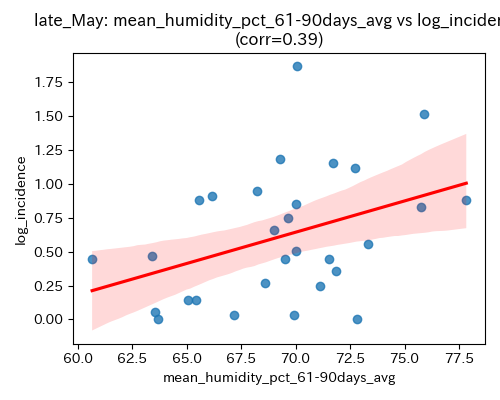 late_May: mean_humidity_pct_61-90days_avg vs log_inciden
(corr=0.39)
1.75
1.50
1.25
1.00
0.75
0.50
0.25
0.00
log_incidence
60.0 62.5 65.0 67.5 70.0 72.5 75.0 77.5
mean_humidity_pct_61-90days_avg